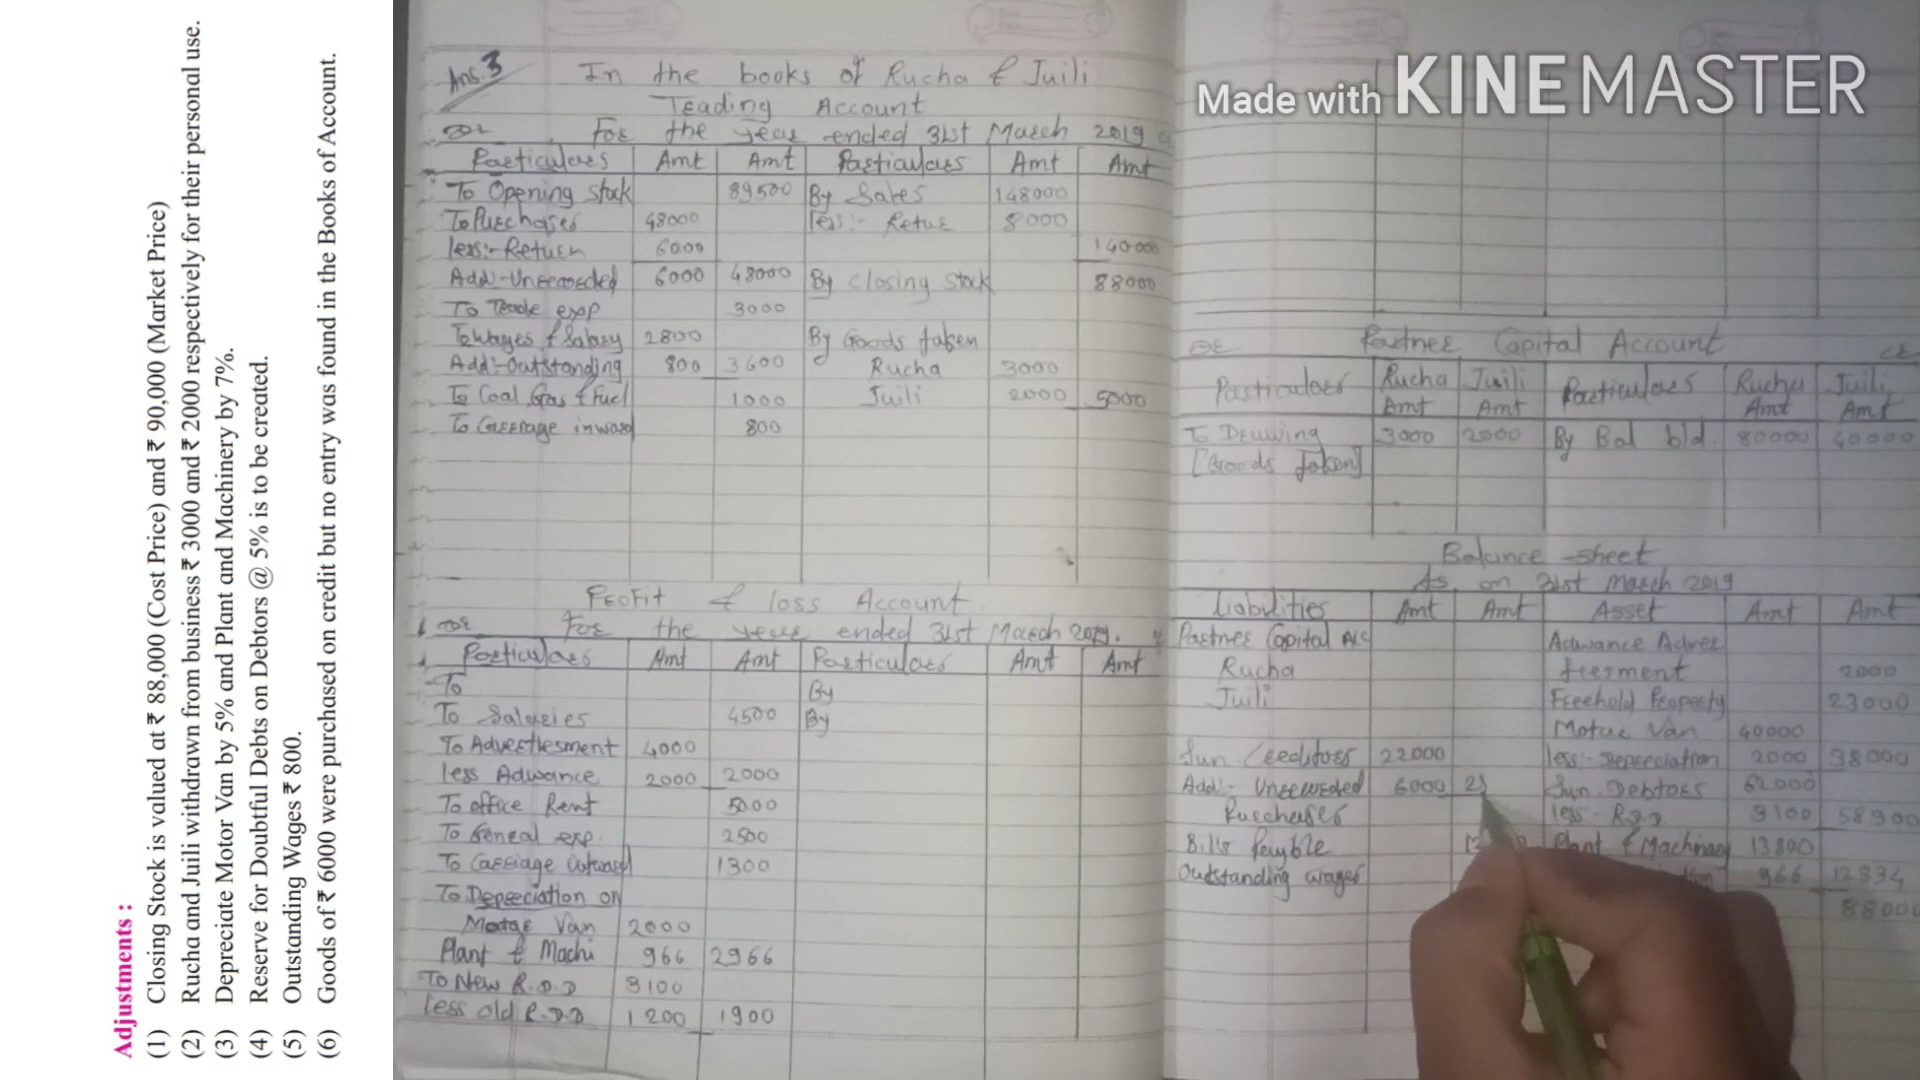 Adjustments :
(1) Closing Stock is valued at ₹ 88,000 (Cost Price) and ₹ 90,000 (Market Price)
(2) Rucha and Juili withdrawn from business ₹ 3000 and ₹ 2000 respectively for their personal use.
(3) Depreciate Motor Van by 5% and Plant and Machinery by 7%.
(4) Reserve for Doubtful Debts on Debtors @ 5% is to be created.
(5) Outstanding Wages ₹ 800.
(6) Goods of ₹ 6000 were purchased on credit but no entry was found in the Books of Account.
Ans. 3 In the books of Rucha & Juili
Trading Account
For the year ended 31st March 2019
Particulars Amt Amt Particulars Amt Amt
To Opening stock 89500 By Sales 148000
To Purchases 48000 less:- Retur 8000
less:- Return 6000 140000
Add:- Unrecorded 6000 48000 By closing stock 88000
To Trade exp 3000
To Wages & Salary 2800 By Goods taken
Add:- Outstanding 800 3600 Rucha 3000
To Coal Gas & fuel 1000 Juili 2000 5000
To Carriage inward 800
Profit & loss Account
For the year ended 31st March 2019.
Particulars Amt Amt Particulars Amt Amt
To By
To Salaries 4500 By
To Advertiesment 4000
less Advance 2000 2000
To office Rent 5000
To General exp. 2500
To Carriage Outward 1300
To Depreciation on
Motar Van 2000
Plant & Machi 966 2966
To New R.D.D 3100
less old R.D.D 1200 1900
Made with KINEMASTER
Dr Partner Capital Account Cr
Particulars Rucha Juili Particulars Rucha Juili
Amt Amt Amt Amt
To Drawing 3000 2000 By Bal b/d. 80000 40000
[Goods taken]
Balance sheet
As on 31st march 2019
liabilities Amt Amt Asset Amt Amt
Partner Capital A/c Adwance Adver
Rucha tiesment 2000
Juili Freehold Property 23000
Motar Van 40000
Sun Creditors 22000 less:- Depreciation 2000 38000
Add:- Unrecorded 6000 2 Sun. Debtors 62000
Purchases less:- R.D.D. 3100 58900
Bills Payble Plant & Machinary 13800
Outstanding wages 966 12834
88000